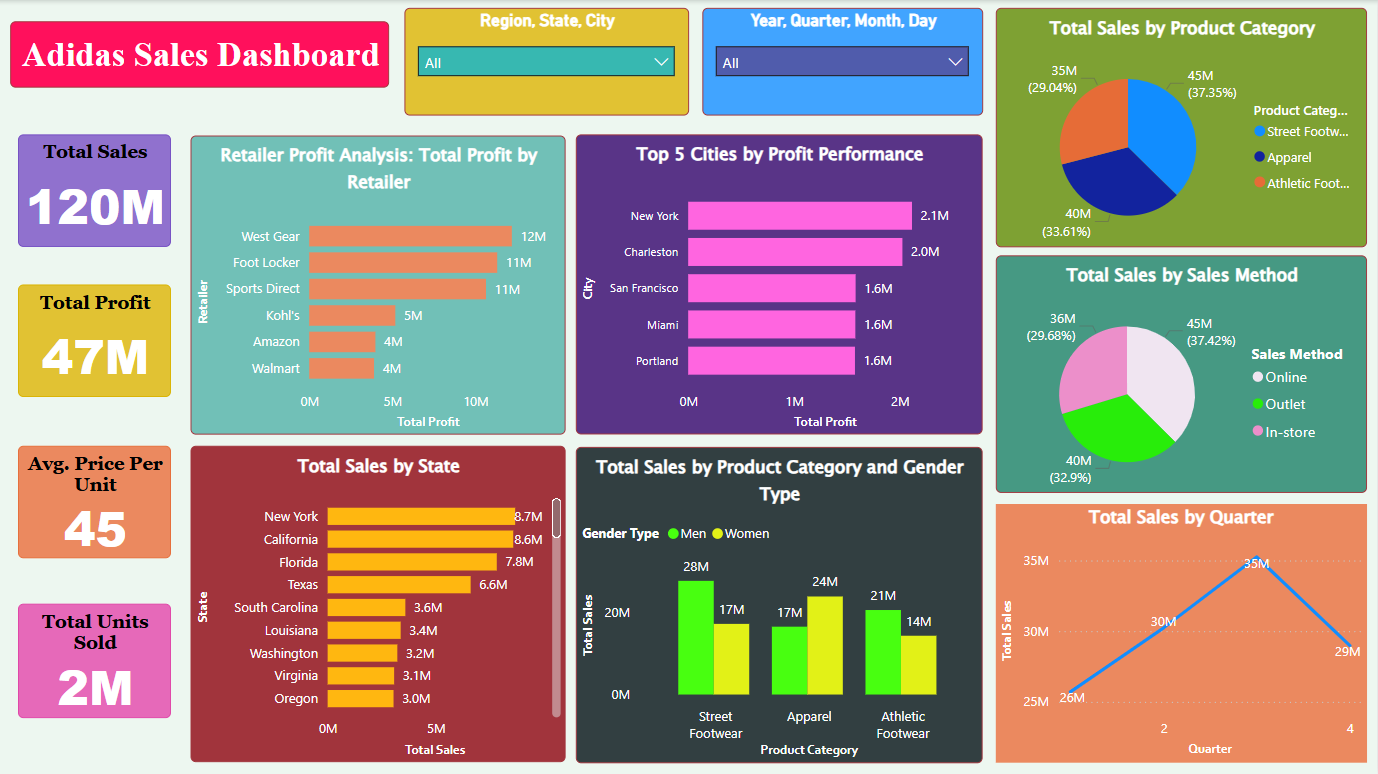 Adidas Sales Dashboard
Region, State, City
All
Year, Quarter, Month, Day
All
Total Sales
120M
Total Profit
47M
Avg. Price Per
Unit
45
Total Units
Sold
2M
Retailer Profit Analysis: Total Profit by
Retailer
Retailer
West Gear 12M
Foot Locker 11M
Sports Direct 11M
Kohl's 5M
Amazon 4M
Walmart 4M
0M 5M 10M
Total Profit
Top 5 Cities by Profit Performance
City
New York 2.1M
Charleston 2.0M
San Francisco 1.6M
Miami 1.6M
Portland 1.6M
0M 1M 2M
Total Profit
Total Sales by Product Category
35M
(29.04%)
45M
(37.35%)
40M
(33.61%)
Product Categ...
Street Footw...
Apparel
Athletic Foot...
Total Sales by Sales Method
36M
(29.68%)
45M
(37.42%)
40M
(32.9%)
Sales Method
Online
Outlet
In-store
Total Sales by State
State
New York 8.7M
California 8.6M
Florida 7.8M
Texas 6.6M
South Carolina 3.6M
Louisiana 3.4M
Washington 3.2M
Virginia 3.1M
Oregon 3.0M
0M 5M
Total Sales
Total Sales by Product Category and Gender
Type
Gender Type Men Women
Total Sales
20M
0M
28M 17M
17M 24M
21M 14M
Street
Footwear
Apparel
Athletic
Footwear
Product Category
Total Sales by Quarter
Total Sales
35M
30M
25M
26M
30M
35M
29M
2 4
Quarter